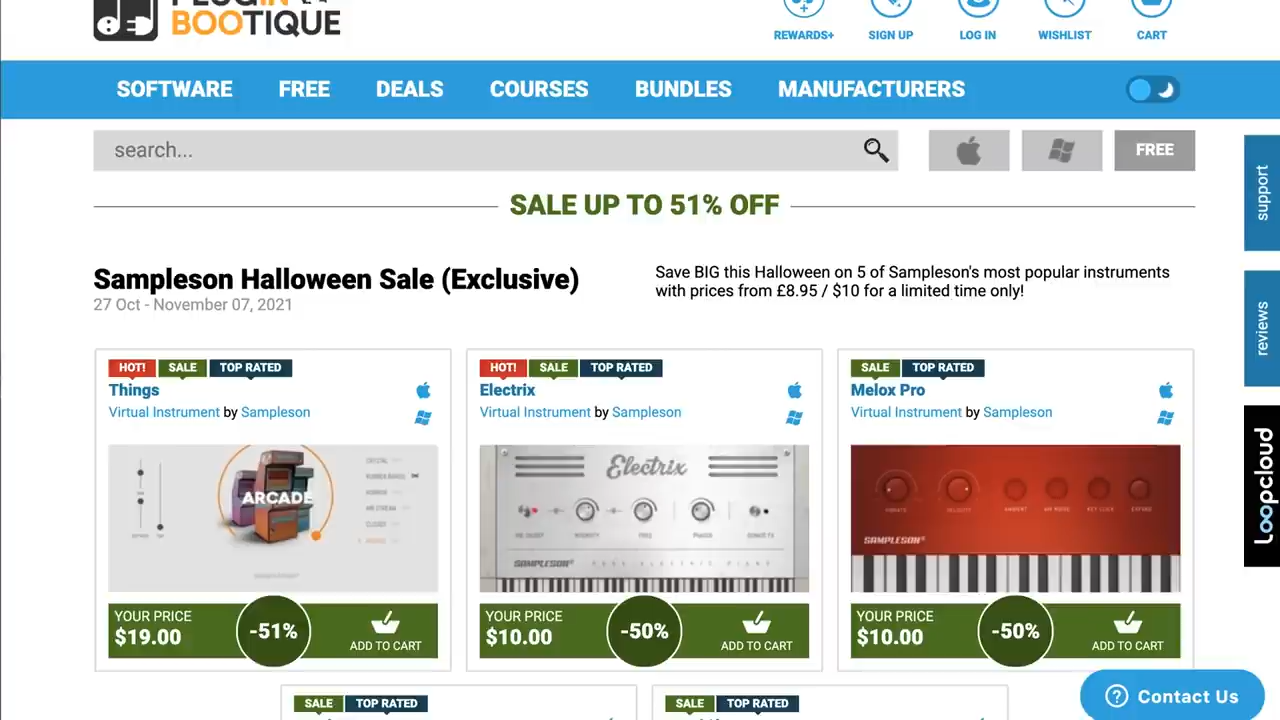 PLUGIN
BOOTIQUE
REWARDS+ SIGN UP LOG IN WISHLIST CART
SOFTWARE FREE DEALS COURSES BUNDLES MANUFACTURERS
search... FREE
support
SALE UP TO 51% OFF
Sampleson Halloween Sale (Exclusive)
27 Oct - November 07, 2021
Save BIG this Halloween on 5 of Sampleson's most popular instruments
with prices from £8.95 / $10 for a limited time only!
reviews
HOT! SALE TOP RATED
Things
Virtual Instrument by Sampleson
ARCADE
YOUR PRICE
$19.00
-51%
ADD TO CART
HOT! SALE TOP RATED
Electrix
Virtual Instrument by Sampleson
Electrix
SAMPLESON
YOUR PRICE
$10.00
-50%
ADD TO CART
SALE TOP RATED
Melox Pro
Virtual Instrument by Sampleson
SAMPLESON
YOUR PRICE
$10.00
-50%
ADD TO CART
Loopcloud
SALE TOP RATED
SALE TOP RATED
Contact Us